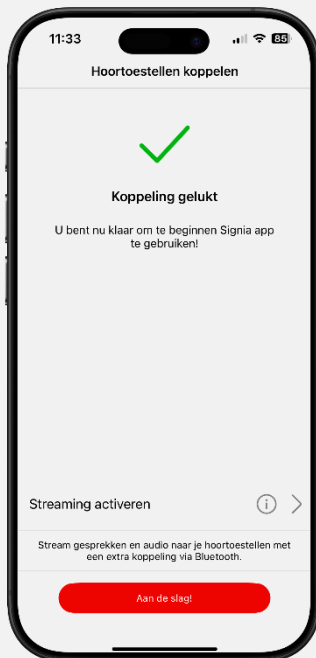 11:33
85
Hoortoestellen koppelen
Koppeling gelukt
U bent nu klaar om te beginnen Signia app
te gebruiken!
Streaming activeren
i
Stream gesprekken en audio naar je hoortoestellen met
een extra koppeling via Bluetooth.
Aan de slag!